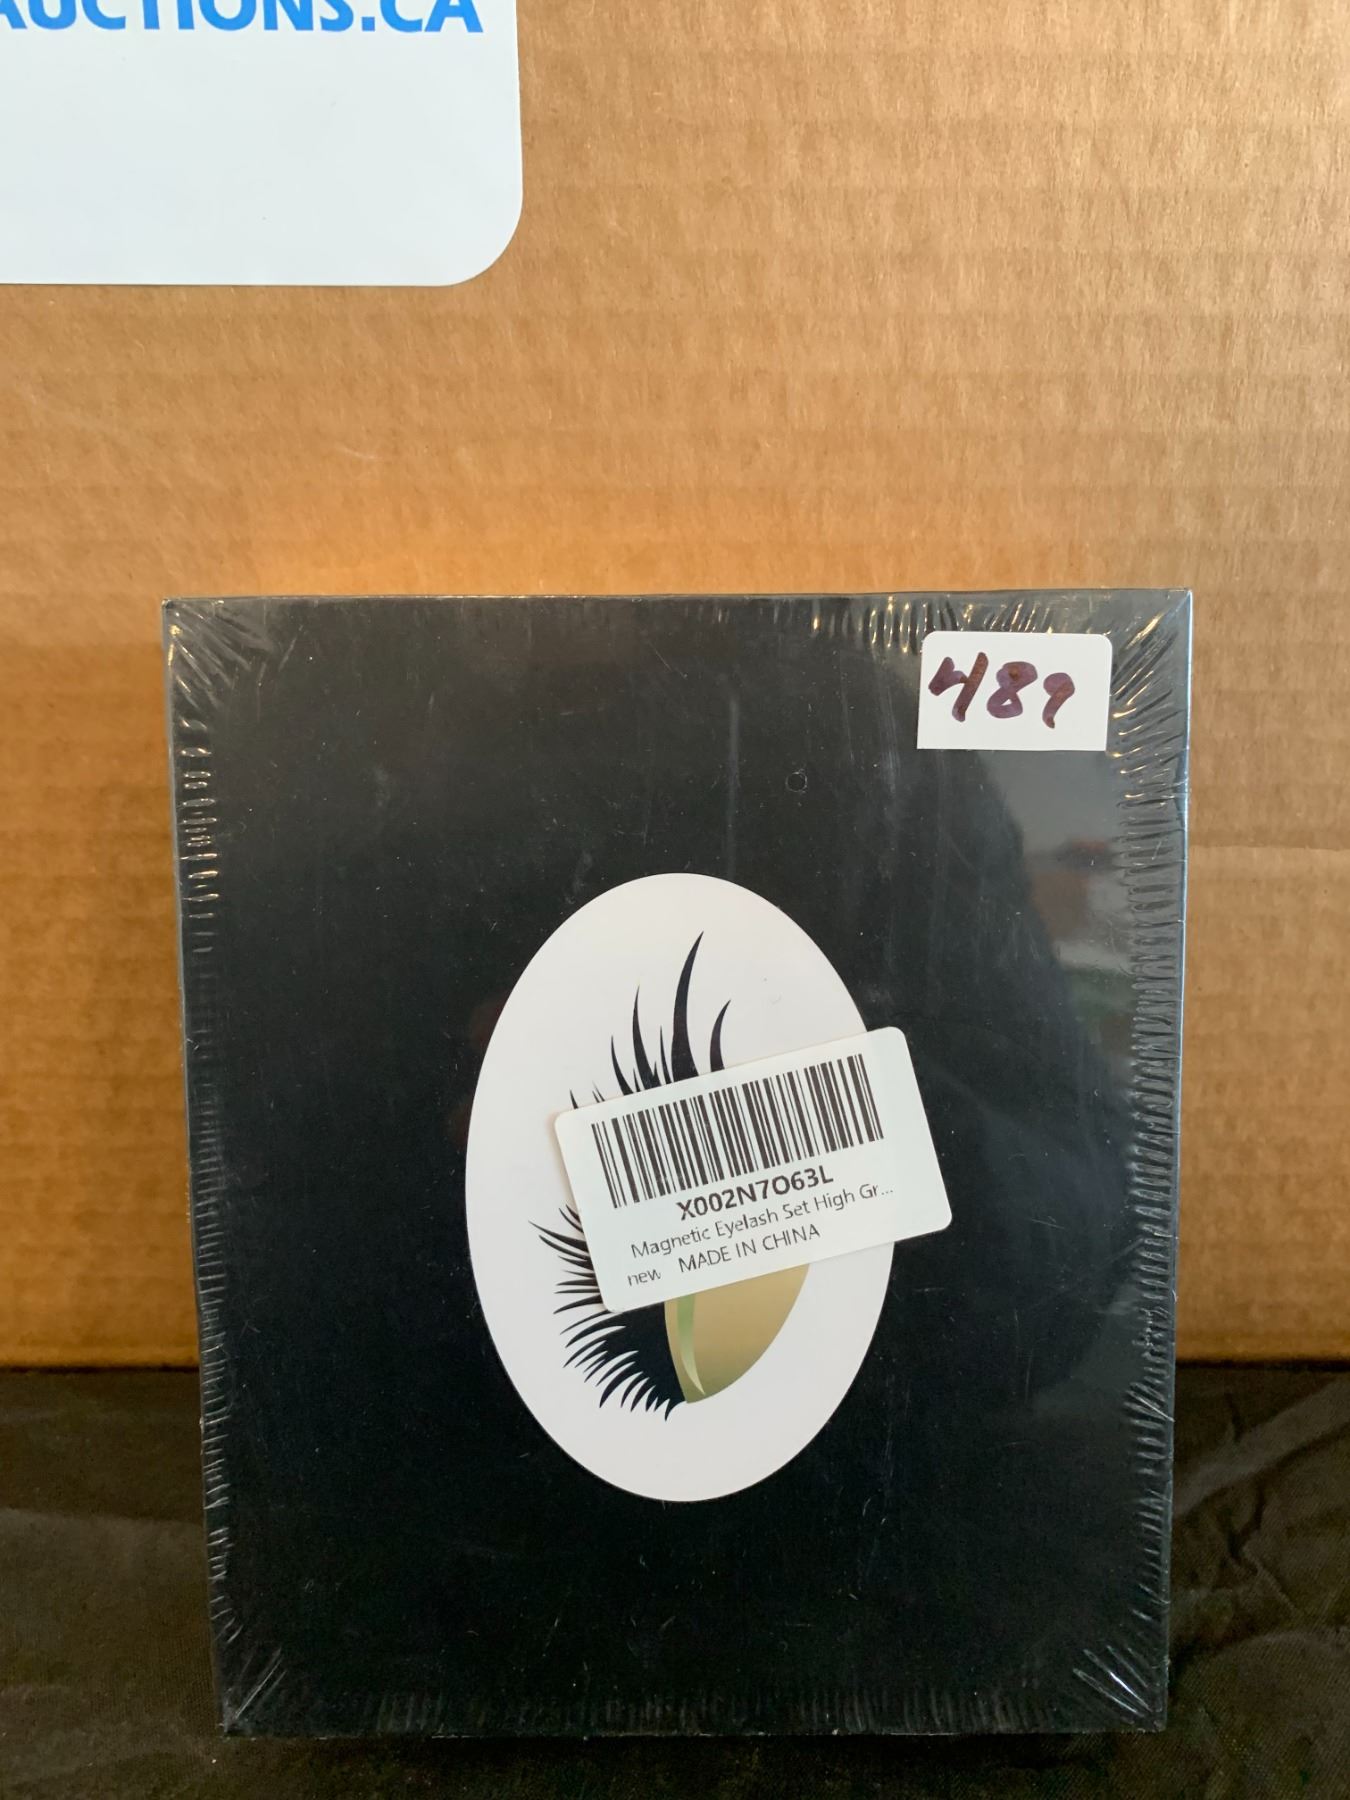 AUCTIONS.CA
489
X002N7O63L
Magnetic Eyelash Set High Gr...
new MADE IN CHINA